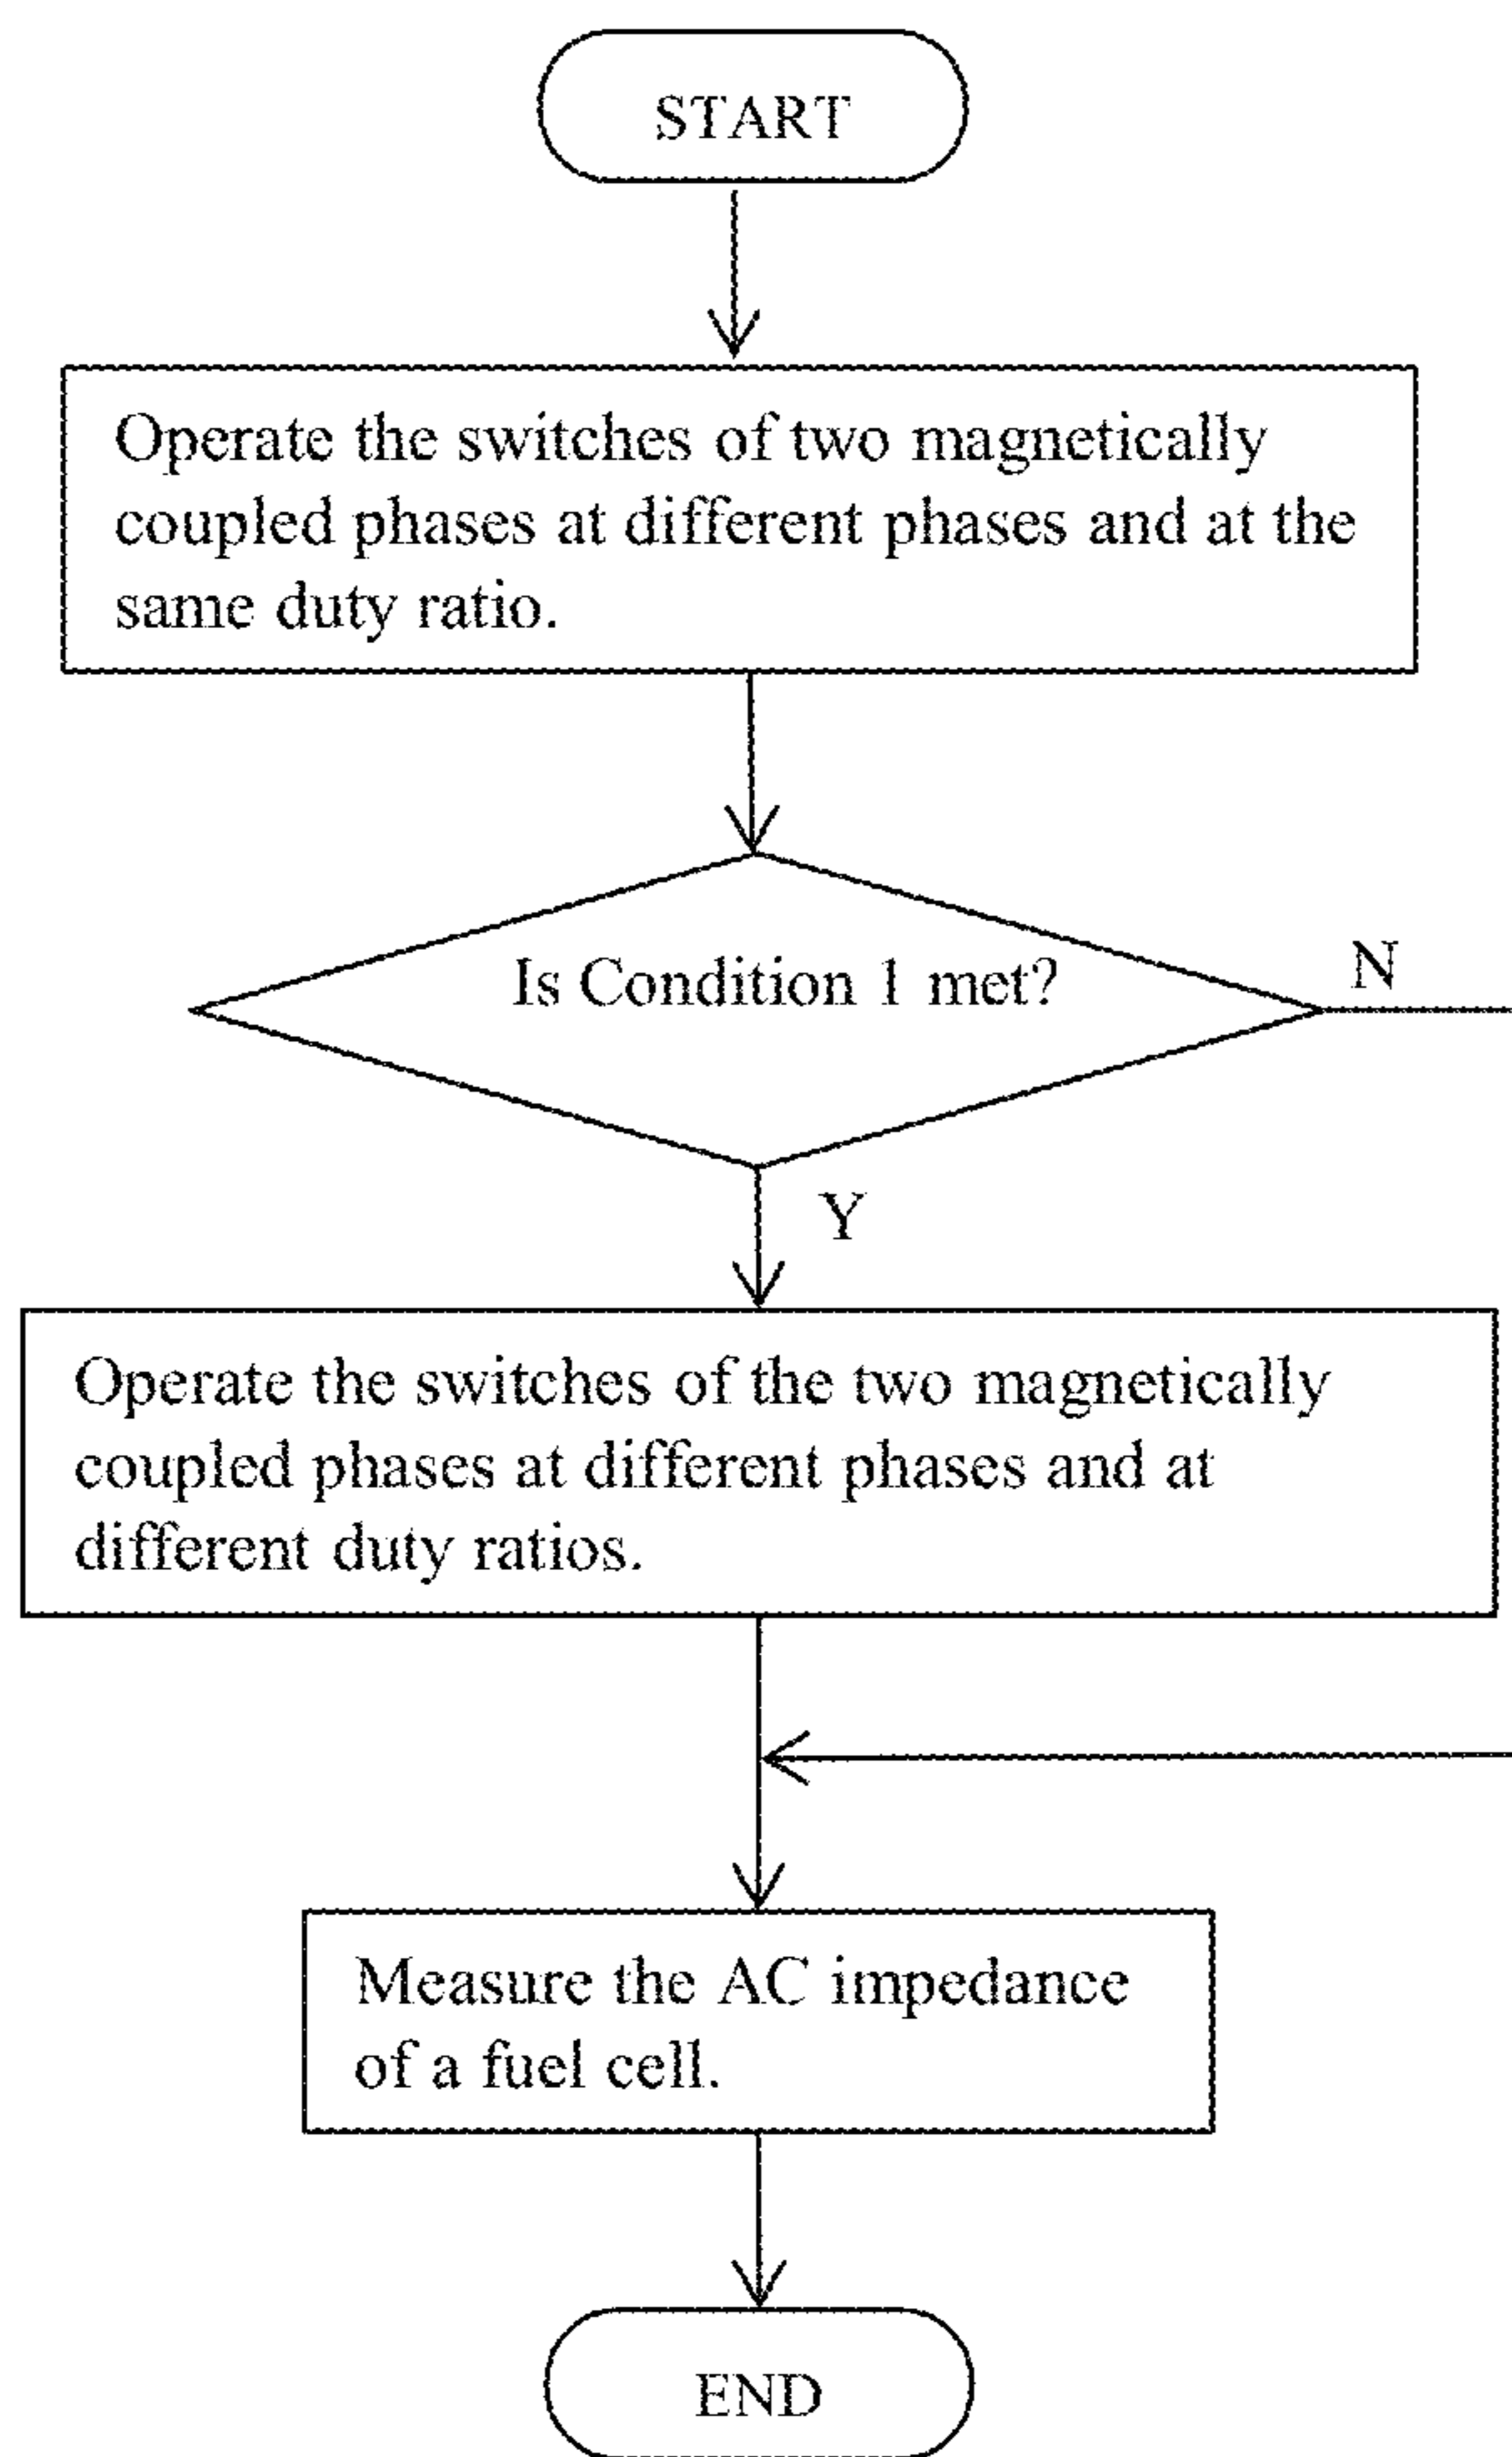 START
Operate the switches of two magnetically
coupled phases at different phases and at the
same duty ratio.
Is Condition 1 met?
N
Y
Operate the switches of the two magnetically
coupled phases at different phases and at
different duty ratios.
Measure the AC impedance
of a fuel cell.
END